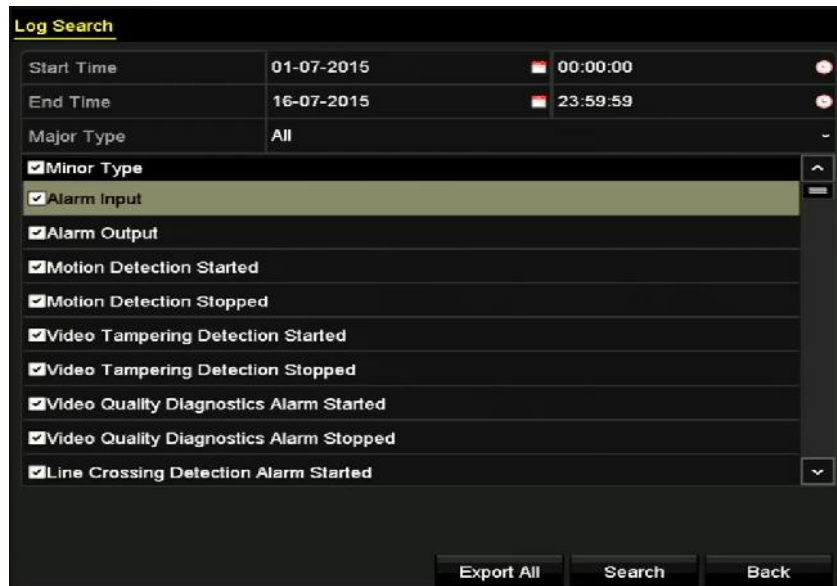 Log Search
Start Time 01-07-2015 00:00:00
End Time 16-07-2015 23:59:59
Major Type All
Minor Type
Alarm Input
Alarm Output
Motion Detection Started
Motion Detection Stopped
Video Tampering Detection Started
Video Tampering Detection Stopped
Video Quality Diagnostics Alarm Started
Video Quality Diagnostics Alarm Stopped
Line Crossing Detection Alarm Started
Export All Search Back